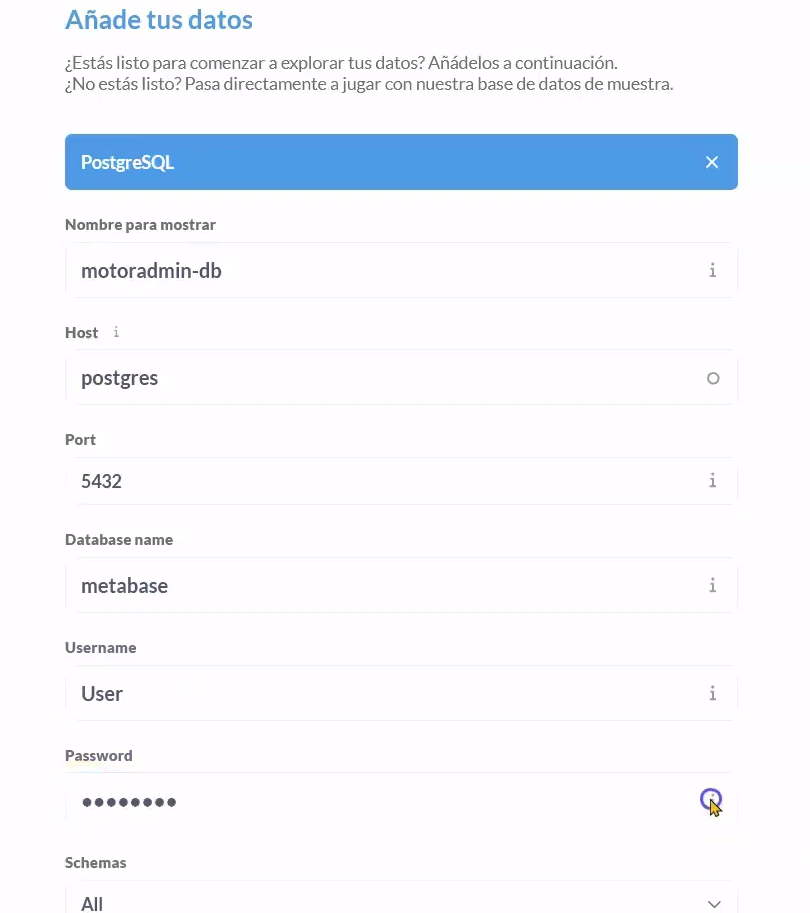 Añade tus datos
¿Estás listo para comenzar a explorar tus datos? Añádelos a continuación.
¿No estás listo? Pasa directamente a jugar con nuestra base de datos de muestra.
PostgreSQL
Nombre para mostrar
motoradmin-db
Host
postgres
Port
5432
Database name
metabase
Username
User
Password
••••••••
Schemas
All